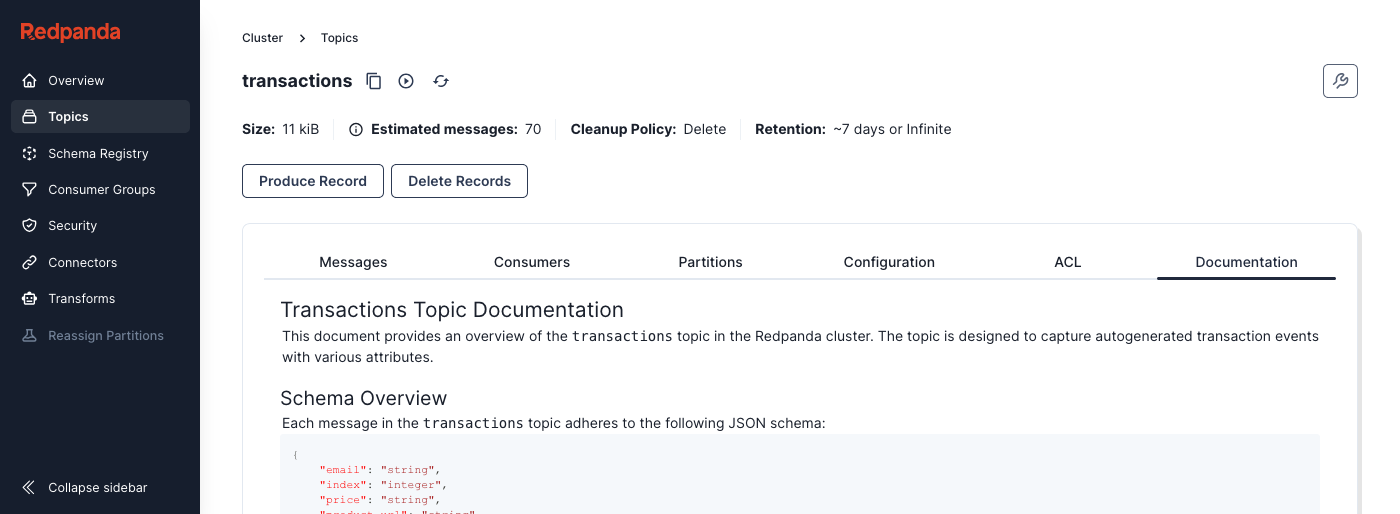 Redpanda
Overview
Topics
Schema Registry
Consumer Groups
Security
Connectors
Transforms
Reassign Partitions
Collapse sidebar
Cluster > Topics
transactions
Size: 11 kiB Estimated messages: 70 Cleanup Policy: Delete Retention: ~7 days or Infinite
Produce Record Delete Records
Messages Consumers Partitions Configuration ACL Documentation
Transactions Topic Documentation
This document provides an overview of the transactions topic in the Redpanda cluster. The topic is designed to capture autogenerated transaction events
with various attributes.
Schema Overview
Each message in the transactions topic adheres to the following JSON schema:
{
"email": "string",
"index": "integer",
"price": "string",